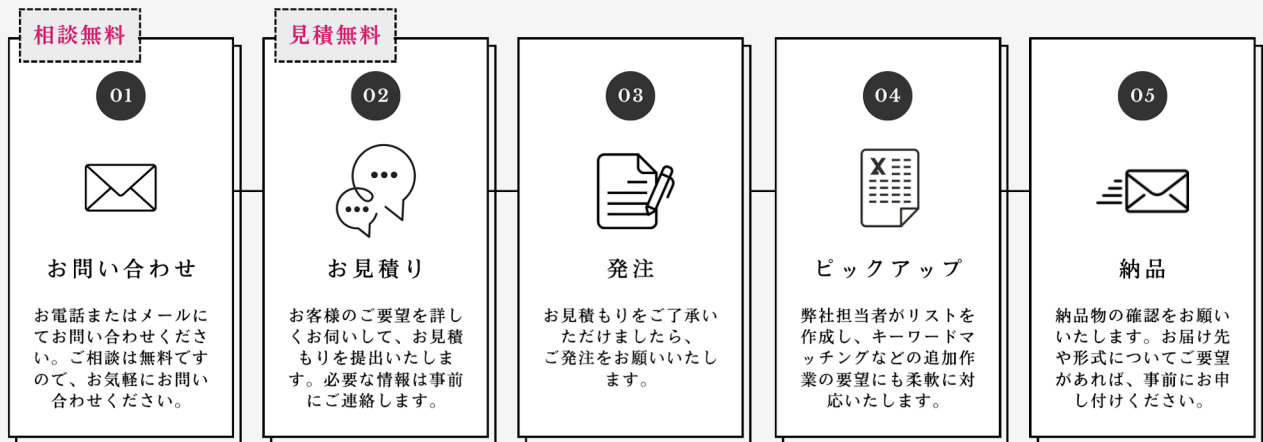 相談無料
01
お問い合わせ
お電話またはメールに
てお問い合わせくださ
い。ご相談は無料です
ので、お気軽にお問い
合わせください。
見積無料
02
お見積り
お客様のご要望を詳し
くお伺いして、お見積
もりを提出いたしま
す。必要な情報は事前
にご連絡します。
03
発注
お見積もりをご了承い
ただけましたら、
ご発注をお願いいたし
ます。
04
X
ピックアップ
弊社担当者がリストを
作成し、キーワードマ
ッチングなどの追加作
業の要望にも柔軟に対
応いたします。
05
納品
納品物の確認をお願い
いたします。お届け先
や形式についてご要望
があれば、事前にお申
し付けください。